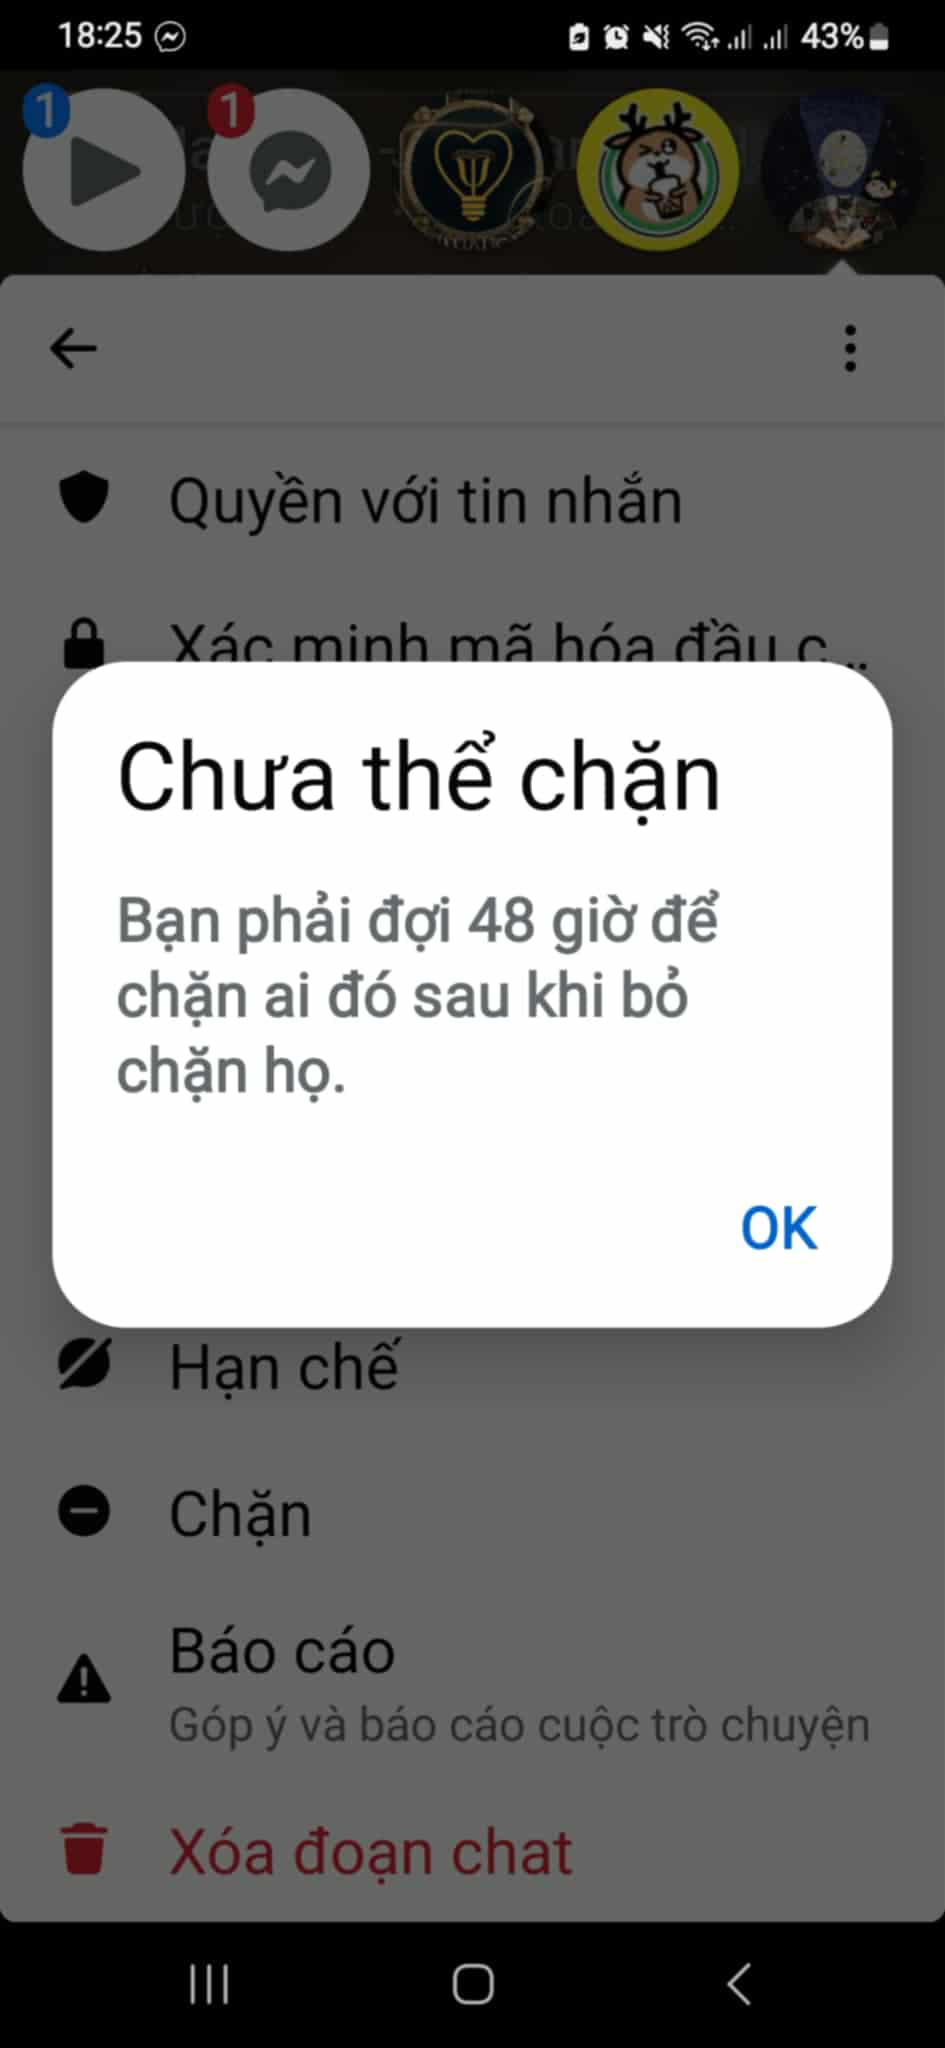 18:25
43%
1
1
Quyền với tin nhắn
Xác minh mã hóa đầu c...
Chưa thể chặn
Bạn phải đợi 48 giờ để
chặn ai đó sau khi bỏ
chặn họ.
OK
Hạn chế
Chặn
Báo cáo
Góp ý và báo cáo cuộc trò chuyện
Xóa đoạn chat